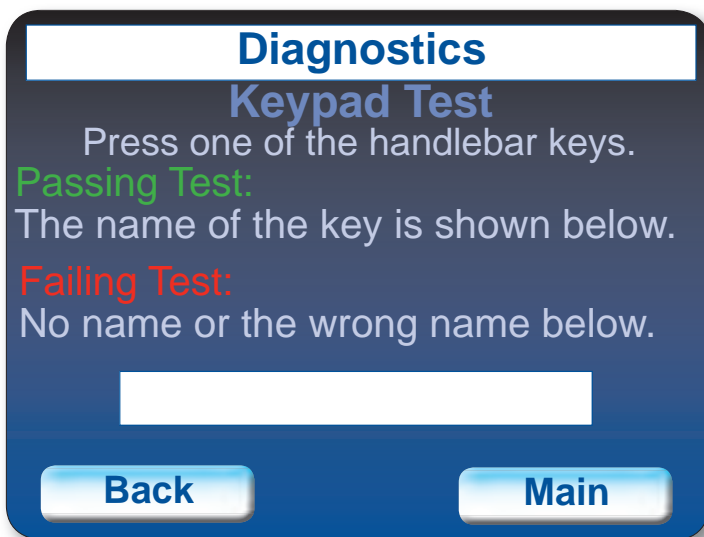 Diagnostics
Keypad Test
Press one of the handlebar keys.
Passing Test:
The name of the key is shown below.
Failing Test:
No name or the wrong name below.
Back
Main